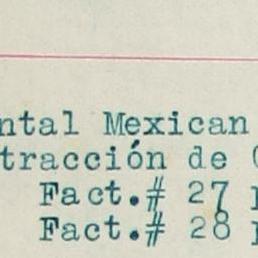 ntal Mexican
tracción de
Fact.# 27
Fact.# 28